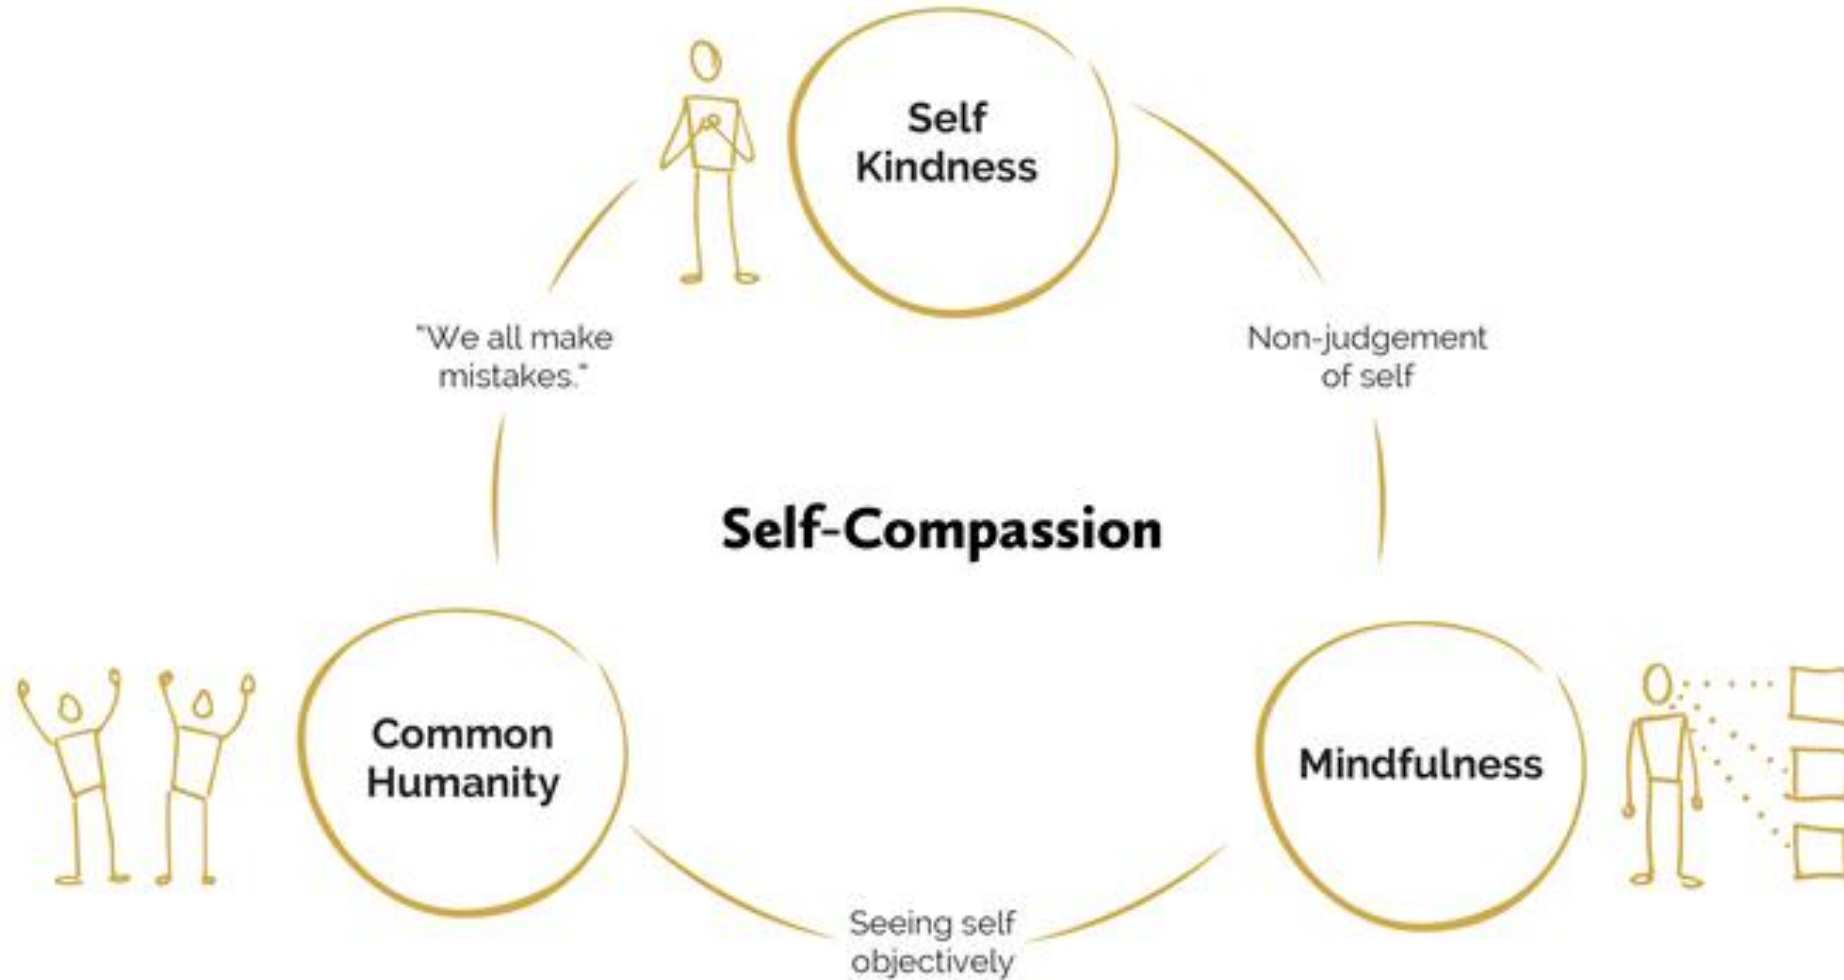 Self
Kindness
"We all make
mistakes."
Non-judgement
of self
Self-Compassion
Common
Humanity
Mindfulness
Seeing self
objectively